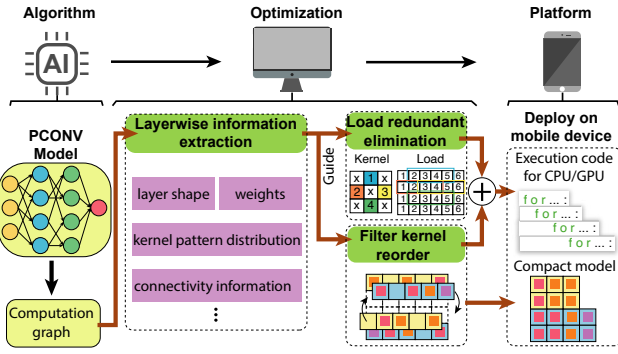 Algorithm
Optimization
Platform
AI
PCONV
Model
Computation
graph
Layerwise information
extraction
layer shape
weights
kernel pattern distribution
connectivity information
⋮
Guide
Load redundant
elimination
Kernel
Load
x 1 x
2 x 3
x 4 x
1 2 3 4 5 6
1 2 3 4 5 6
1 2 3 4 5 6
1 2 3 4 5 6
Filter kernel
reorder
+
Deploy on
mobile device
Execution code
for CPU/GPU
for ... :
for ... :
for ... :
for ... :
Compact model